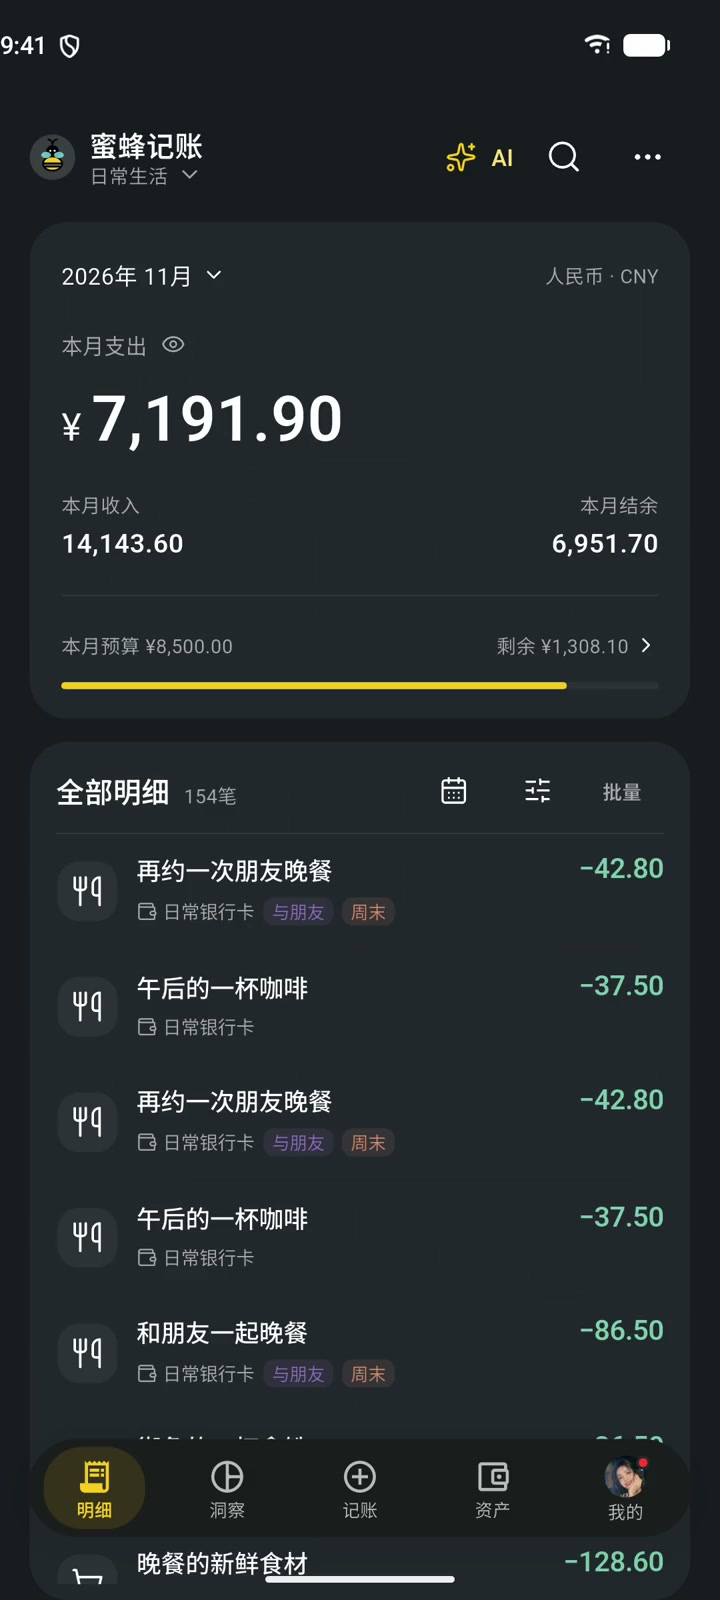 9:41
蜜蜂记账
日常生活
AI
2026年 11月
人民币 · CNY
本月支出
¥ 7,191.90
本月收入
本月结余
14,143.60
6,951.70
本月预算 ¥8,500.00
剩余 ¥1,308.10
全部明细 154笔
批量
再约一次朋友晚餐
-42.80
日常银行卡 与朋友 周末
午后的一杯咖啡
-37.50
日常银行卡
再约一次朋友晚餐
-42.80
日常银行卡 与朋友 周末
午后的一杯咖啡
-37.50
日常银行卡
和朋友一起晚餐
-86.50
日常银行卡 与朋友 周末
明细
洞察
记账
资产
我的
晚餐的新鲜食材
-128.60